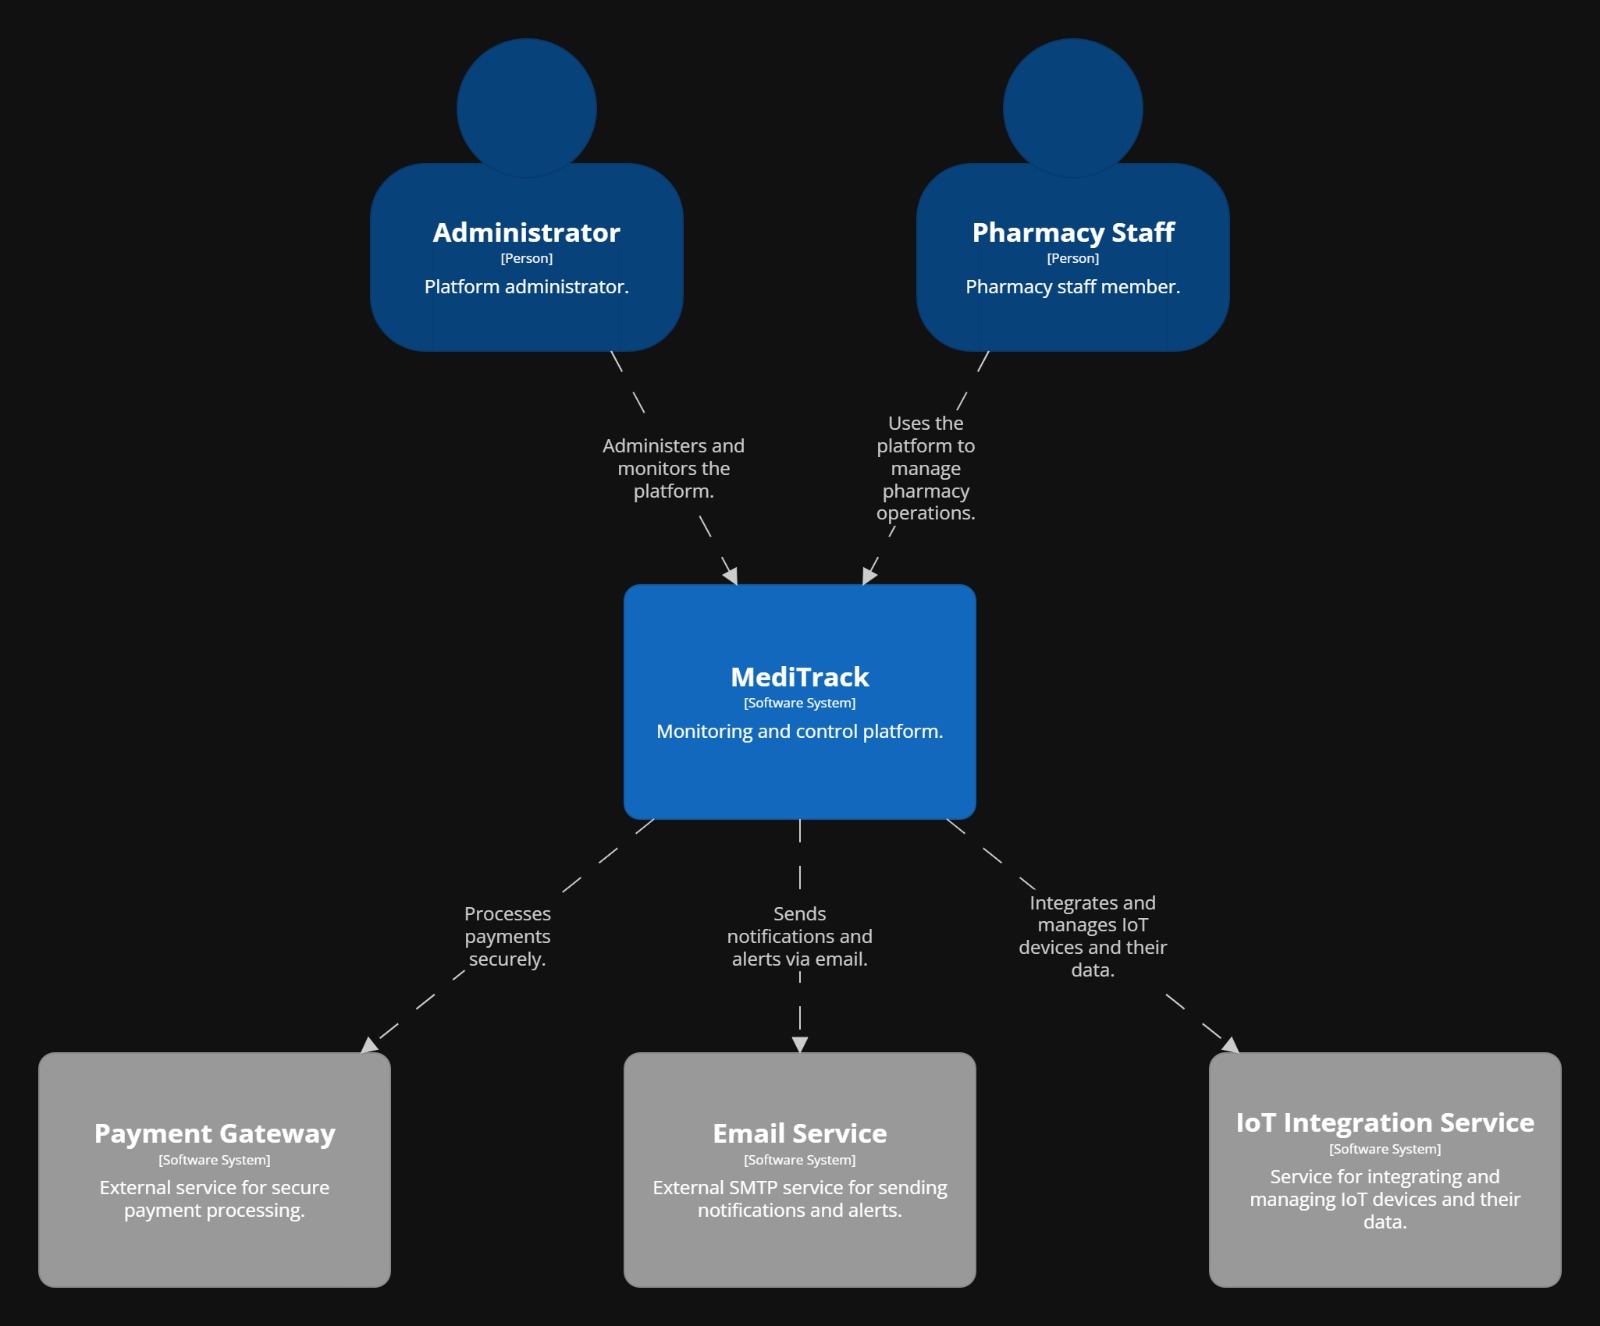 Administrator
[Person]
Platform administrator.
Pharmacy Staff
[Person]
Pharmacy staff member.
Administers and
monitors the
platform.
Uses the
platform to
manage
pharmacy
operations.
MediTrack
[Software System]
Monitoring and control platform.
Processes
payments
securely.
Sends
notifications and
alerts via email.
Integrates and
manages IoT
devices and their
data.
Payment Gateway
[Software System]
External service for secure
payment processing.
Email Service
[Software System]
External SMTP service for sending
notifications and alerts.
IoT Integration Service
[Software System]
Service for integrating and
managing IoT devices and their
data.